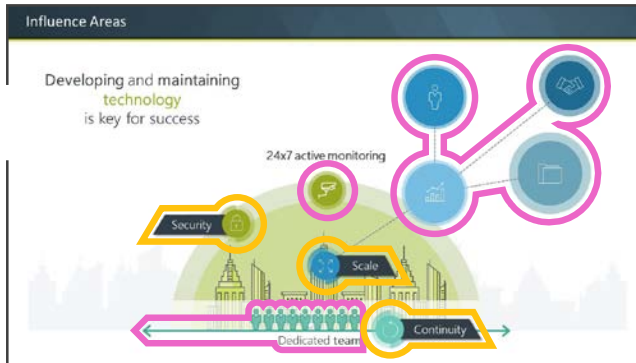 Influence Areas
Developing and maintaining
technology
is key for success
24x7 active monitoring
Security
Scale
Continuity
Dedicated team